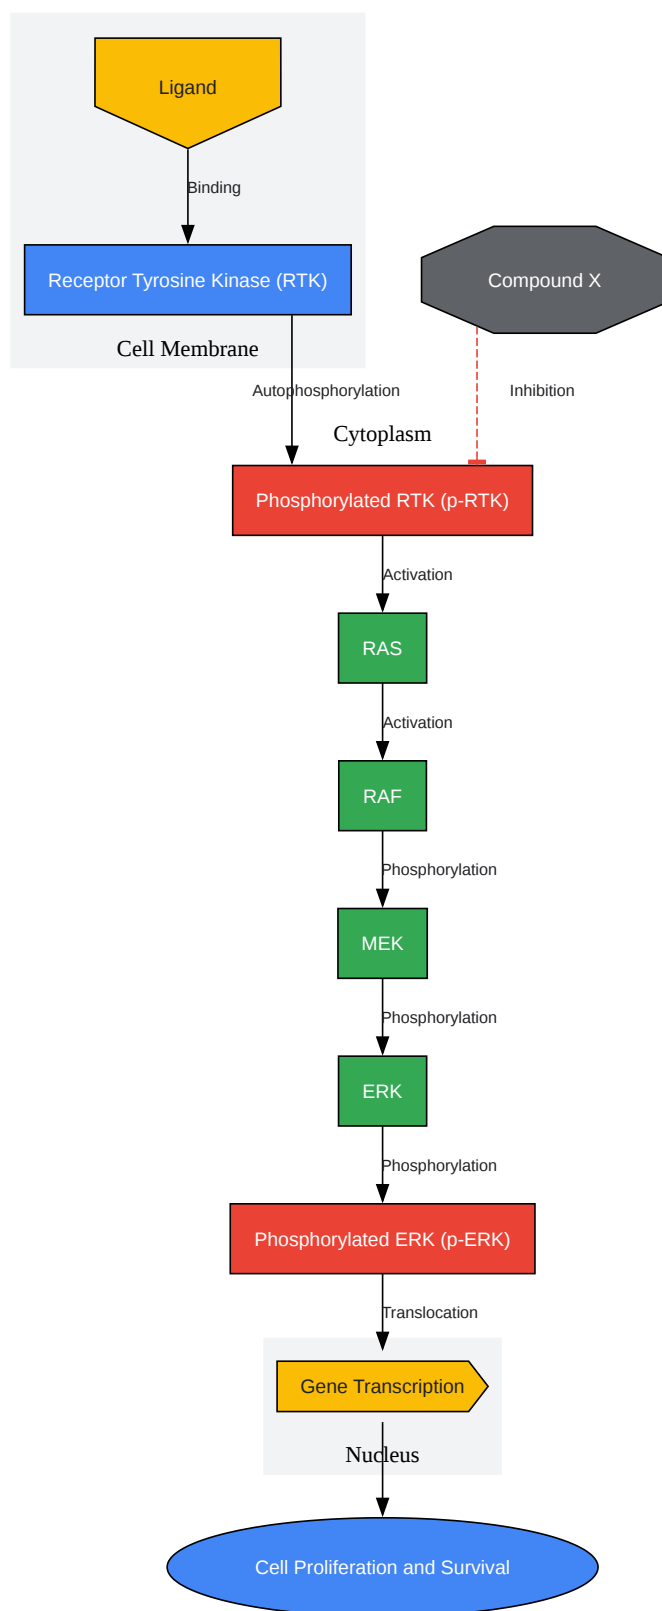 Ligand
Binding
Receptor Tyrosine Kinase (RTK)
Compound X
Cell Membrane
Autophosphorylation
Inhibition
Cytoplasm
Phosphorylated RTK (p-RTK)
Activation
RAS
Activation
RAF
Phosphorylation
MEK
Phosphorylation
ERK
Phosphorylation
Phosphorylated ERK (p-ERK)
Translocation
Gene Transcription
Nucleus
Cell Proliferation and Survival